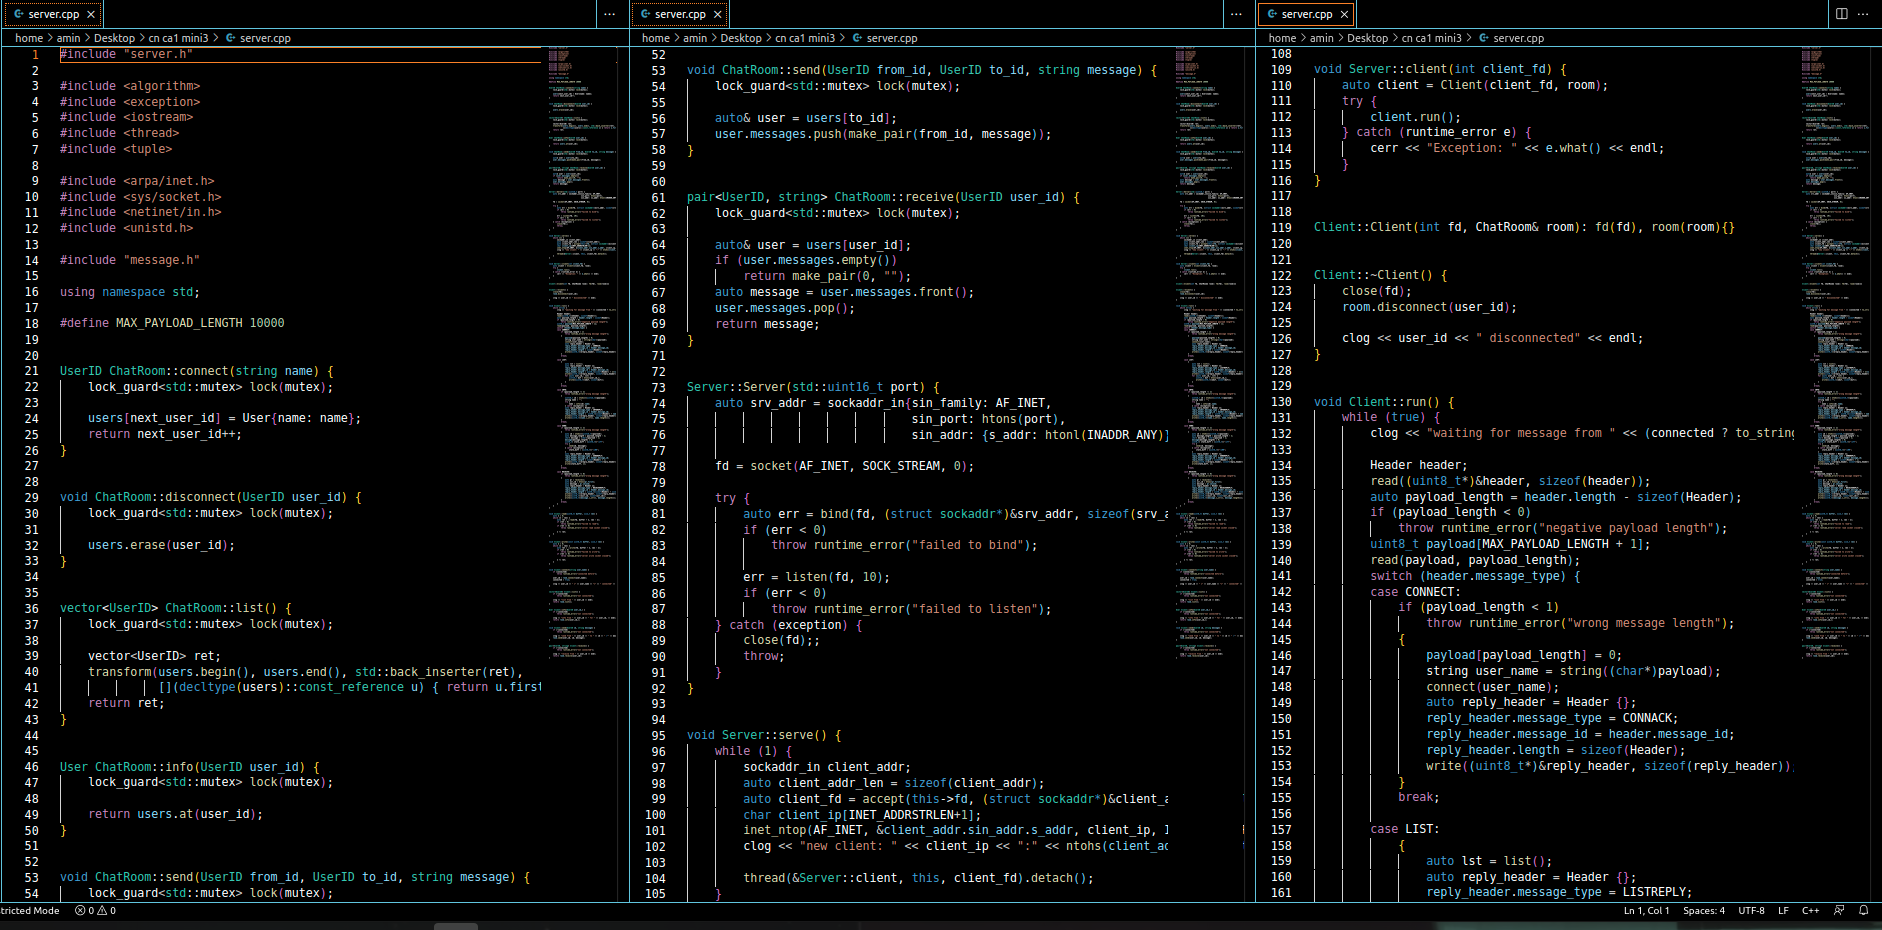 server.cpp ×
home > amin > Desktop > cn ca1 mini3 > server.cpp
1 #include "server.h"
2
3 #include <algorithm>
4 #include <exception>
5 #include <iostream>
6 #include <thread>
7 #include <tuple>
8
9 #include <arpa/inet.h>
10 #include <sys/socket.h>
11 #include <netinet/in.h>
12 #include <unistd.h>
13
14 #include "message.h"
15
16 using namespace std;
17
18 #define MAX_PAYLOAD_LENGTH 10000
19
20
21 UserID ChatRoom::connect(string name) {
22     lock_guard<std::mutex> lock(mutex);
23
24     users[next_user_id] = User{name: name};
25     return next_user_id++;
26 }
27
28
29 void ChatRoom::disconnect(UserID user_id) {
30     lock_guard<std::mutex> lock(mutex);
31
32     users.erase(user_id);
33 }
34
35
36 vector<UserID> ChatRoom::list() {
37     lock_guard<std::mutex> lock(mutex);
38
39     vector<UserID> ret;
40     transform(users.begin(), users.end(), std::back_inserter(ret),
41               [](decltype(users)::const_reference u) { return u.first
42     return ret;
43 }
44
45
46 User ChatRoom::info(UserID user_id) {
47     lock_guard<std::mutex> lock(mutex);
48
49     return users.at(user_id);
50 }
51
52
53 void ChatRoom::send(UserID from_id, UserID to_id, string message) {
54     lock_guard<std::mutex> lock(mutex);
server.cpp ×
home > amin > Desktop > cn ca1 mini3 > server.cpp
52
53 void ChatRoom::send(UserID from_id, UserID to_id, string message) {
54     lock_guard<std::mutex> lock(mutex);
55
56     auto& user = users[to_id];
57     user.messages.push(make_pair(from_id, message));
58 }
59
60
61 pair<UserID, string> ChatRoom::receive(UserID user_id) {
62     lock_guard<std::mutex> lock(mutex);
63
64     auto& user = users[user_id];
65     if (user.messages.empty())
66         return make_pair(0, "");
67     auto message = user.messages.front();
68     user.messages.pop();
69     return message;
70 }
71
72
73 Server::Server(std::uint16_t port) {
74     auto srv_addr = sockaddr_in{sin_family: AF_INET,
75                                 sin_port: htons(port),
76                                 sin_addr: {s_addr: htonl(INADDR_ANY)}
77
78     fd = socket(AF_INET, SOCK_STREAM, 0);
79
80     try {
81         auto err = bind(fd, (struct sockaddr*)&srv_addr, sizeof(srv_a
82         if (err < 0)
83             throw runtime_error("failed to bind");
84
85         err = listen(fd, 10);
86         if (err < 0)
87             throw runtime_error("failed to listen");
88     } catch (exception) {
89         close(fd);;
90         throw;
91     }
92 }
93
94
95 void Server::serve() {
96     while (1) {
97         sockaddr_in client_addr;
98         auto client_addr_len = sizeof(client_addr);
99         auto client_fd = accept(this->fd, (struct sockaddr*)&client_a
100         char client_ip[INET_ADDRSTRLEN+1];
101         inet_ntop(AF_INET, &client_addr.sin_addr.s_addr, client_ip, I
102         clog << "new client: " << client_ip << ":" << ntohs(client_ad
103
104         thread(&Server::client, this, client_fd).detach();
105     }
server.cpp ×
home > amin > Desktop > cn ca1 mini3 > server.cpp
108
109 void Server::client(int client_fd) {
110     auto client = Client(client_fd, room);
111     try {
112         client.run();
113     } catch (runtime_error e) {
114         cerr << "Exception: " << e.what() << endl;
115     }
116 }
117
118
119 Client::Client(int fd, ChatRoom& room): fd(fd), room(room){}
120
121
122 Client::~Client() {
123     close(fd);
124     room.disconnect(user_id);
125
126     clog << user_id << " disconnected" << endl;
127 }
128
129
130 void Client::run() {
131     while (true) {
132         clog << "waiting for message from " << (connected ? to_string
133
134         Header header;
135         read((uint8_t*)&header, sizeof(header));
136         auto payload_length = header.length - sizeof(Header);
137         if (payload_length < 0)
138             throw runtime_error("negative payload length");
139         uint8_t payload[MAX_PAYLOAD_LENGTH + 1];
140         read(payload, payload_length);
141         switch (header.message_type) {
142         case CONNECT:
143             if (payload_length < 1)
144                 throw runtime_error("wrong message length");
145             {
146                 payload[payload_length] = 0;
147                 string user_name = string((char*)payload);
148                 connect(user_name);
149                 auto reply_header = Header {};
150                 reply_header.message_type = CONNACK;
151                 reply_header.message_id = header.message_id;
152                 reply_header.length = sizeof(Header);
153                 write((uint8_t*)&reply_header, sizeof(reply_header));
154             }
155             break;
156
157         case LIST:
158             {
159                 auto lst = list();
160                 auto reply_header = Header {};
161                 reply_header.message_type = LISTREPLY;
tricted Mode 0 0 Ln 1, Col 1 Spaces: 4 UTF-8 LF C++